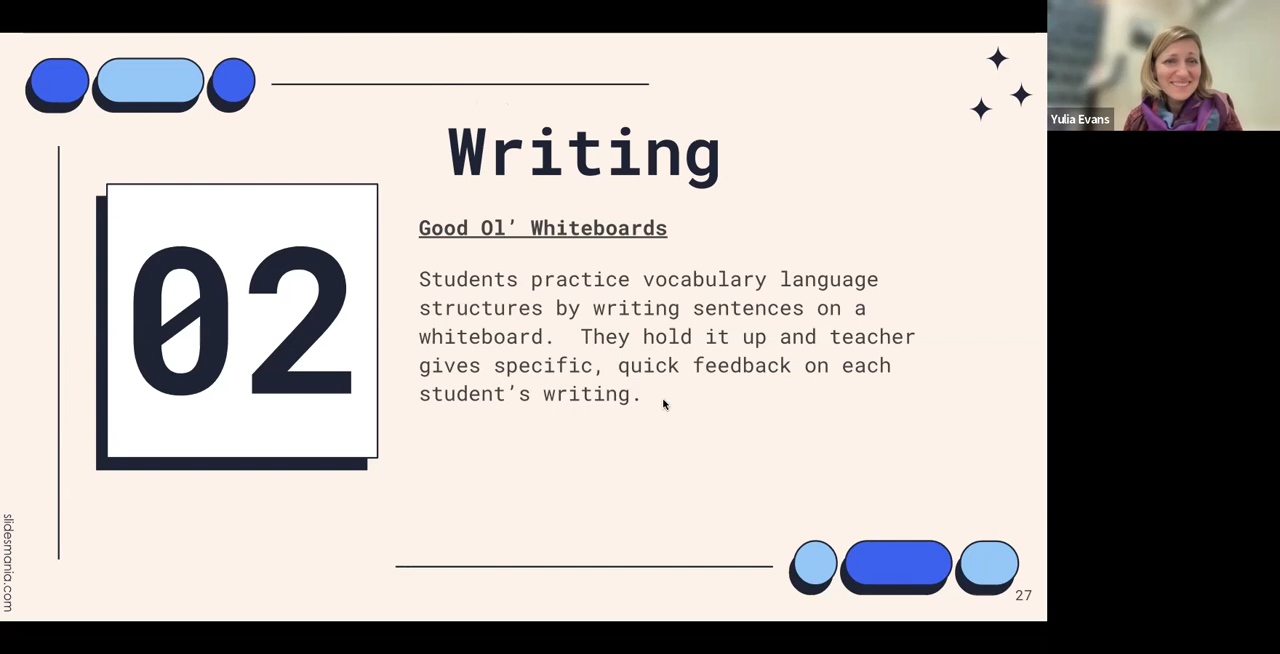 Writing
02
Good Ol’ Whiteboards
Students practice vocabulary language
structures by writing sentences on a
whiteboard.  They hold it up and teacher
gives specific, quick feedback on each
student’s writing.
slidesmania.com
27
Yulia Evans